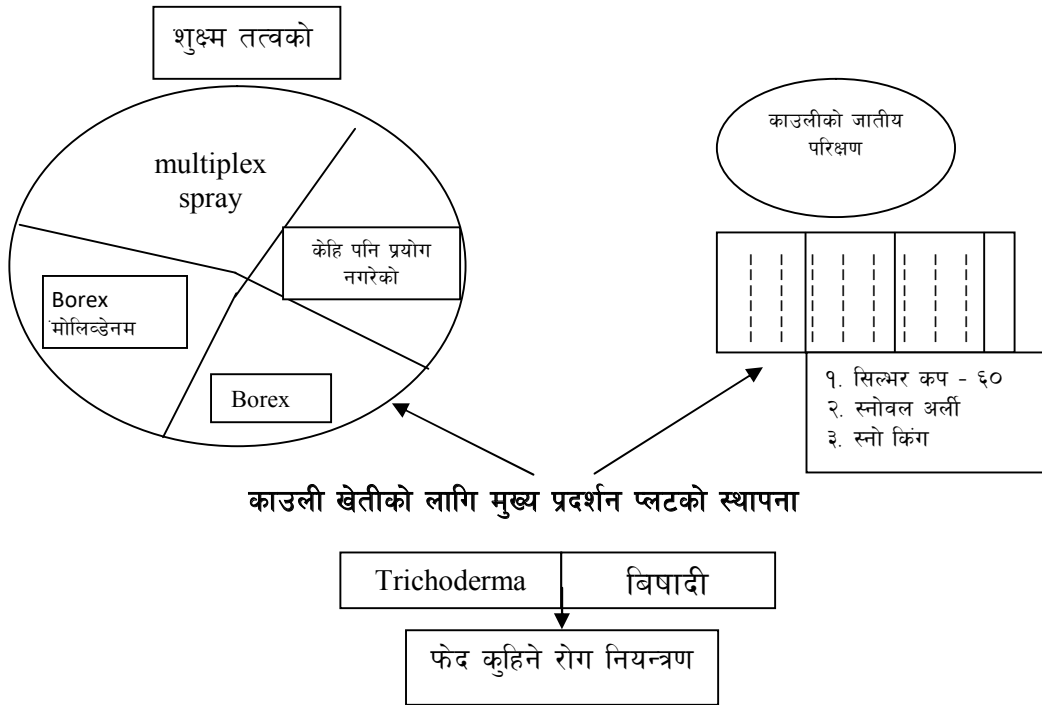 शुक्ष्म तत्वको
multiplex
spray
केहि पनि प्रयोग
नगरेको
Borex
मोलिव्डेनम
Borex
काउलीको जातीय
परिक्षण
१. सिल्भर कप - ६०
२. स्नोवल अर्ली
३. स्नो किंग
काउली खेतीको लागि मुख्य प्रदर्शन प्लटको स्थापना
Trichoderma बिषादी
फेद कुहिने रोग नियन्त्रण